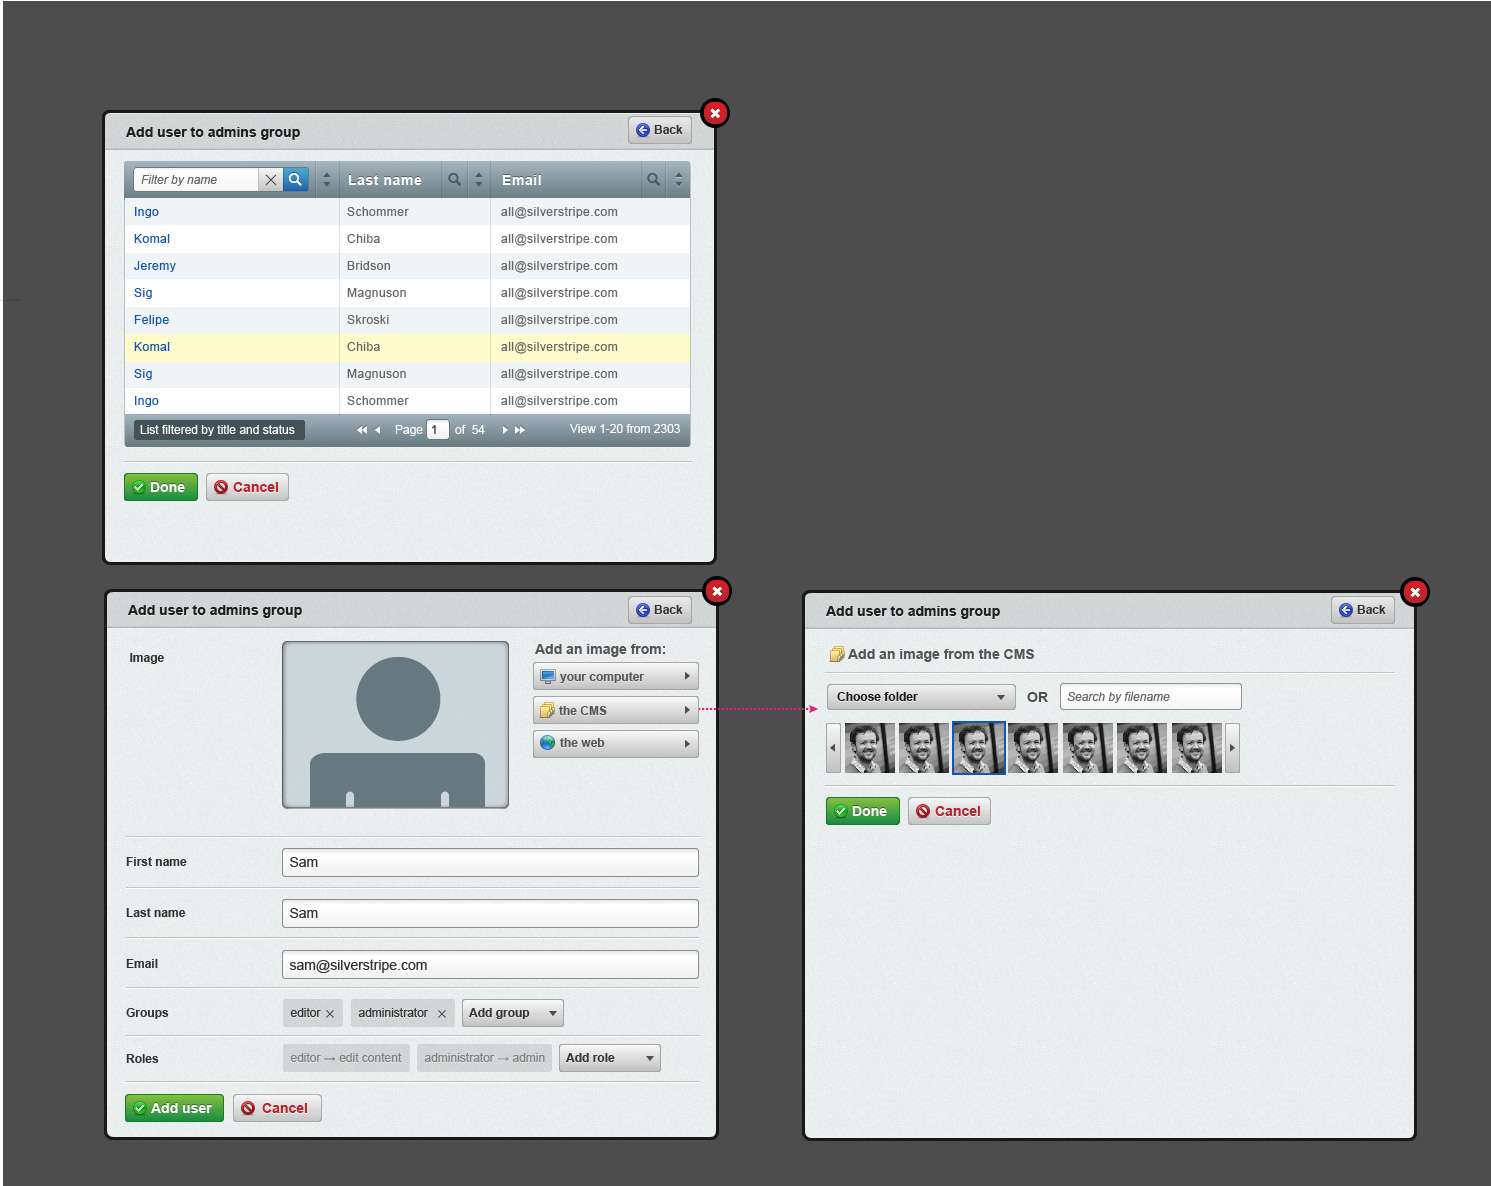 Add user to admins group
Back
Filter by name Last name Email
Ingo Schommer all@silverstripe.com
Komal Chiba all@silverstripe.com
Jeremy Bridson all@silverstripe.com
Sig Magnuson all@silverstripe.com
Felipe Skroski all@silverstripe.com
Komal Chiba all@silverstripe.com
Sig Magnuson all@silverstripe.com
Ingo Schommer all@silverstripe.com
List filtered by title and status Page 1 of 54 View 1-20 from 2303
Done Cancel
Add user to admins group
Back
Image
Add an image from:
your computer
the CMS
the web
First name Sam
Last name Sam
Email sam@silverstripe.com
Groups editor administrator Add group
Roles editor → edit content administrator → admin Add role
Add user Cancel
Add user to admins group
Back
Add an image from the CMS
Choose folder OR Search by filename
Done Cancel